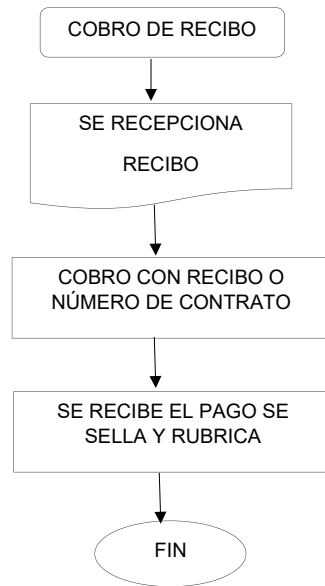 COBRO DE RECIBO
SE RECEPCIONA
RECIBO
COBRO CON RECIBO O
NÚMERO DE CONTRATO
SE RECIBE EL PAGO SE
SELLA Y RUBRICA
FIN